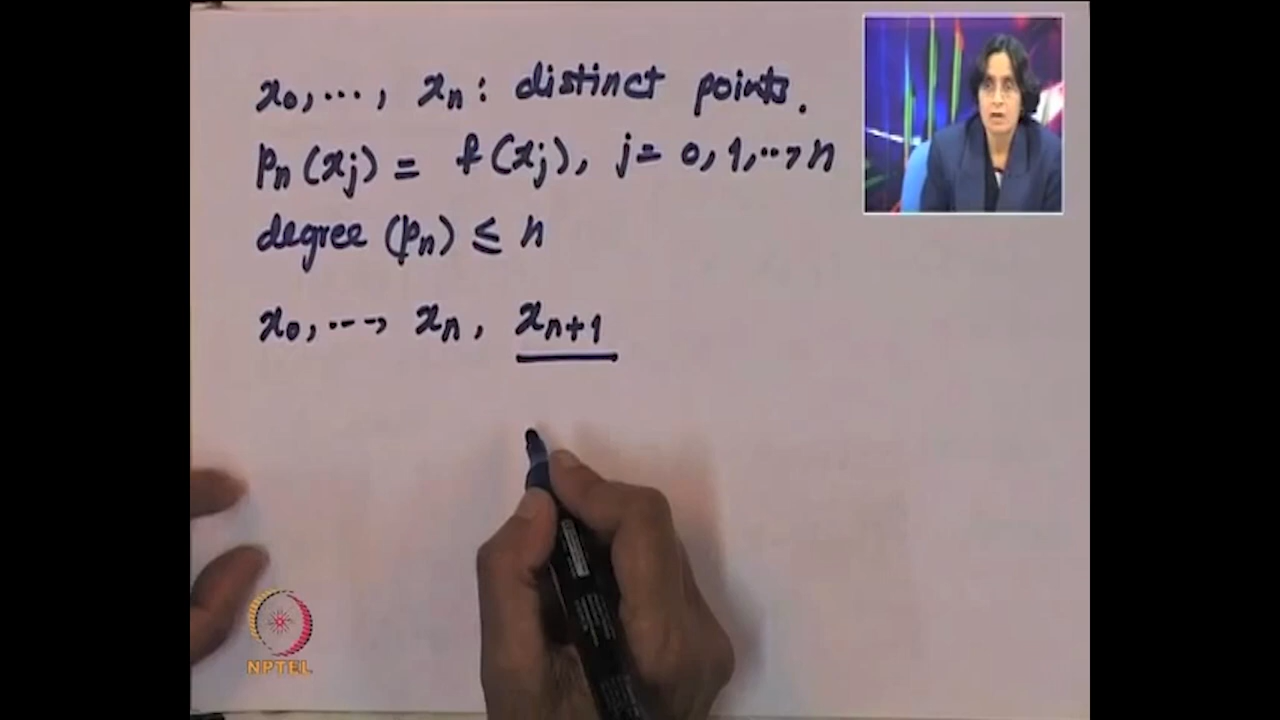 x₀, ..., xₙ : distinct points.
pₙ(xⱼ) = f(xⱼ), j = 0, 1, ..., n
degree (pₙ) ≤ n
x₀, ..., xₙ, xₙ₊₁
NPTEL